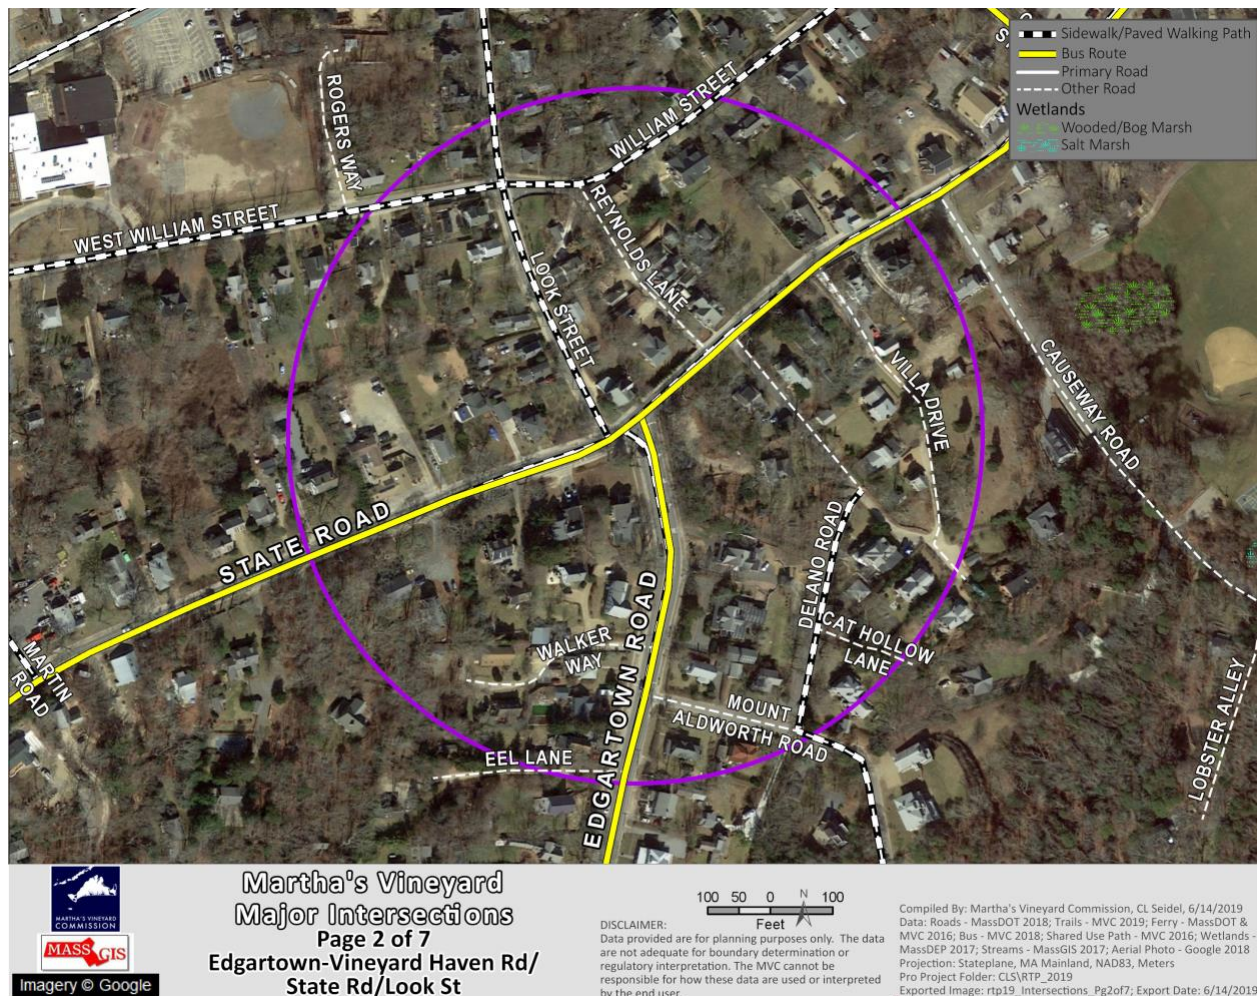 Sidewalk/Paved Walking Path
Bus Route
Primary Road
Other Road
Wetlands
Wooded/Bog Marsh
Salt Marsh
ROGERS WAY
WILLIAM STREET
WEST WILLIAM STREET
REYNOLDS LANE
LOOK STREET
VILLA DRIVE
CAUSEWAY ROAD
STATE ROAD
DELANO ROAD
EDGARTOWN ROAD
CAT HOLLOW
LANE
WALKER
WAY
MARTIN
ROAD
MOUNT
ALDWORTH ROAD
EEL LANE
LOBSTER ALLEY
MARTHA'S VINEYARD
COMMISSION
MASS GIS
Imagery © Google
Martha's Vineyard
Major Intersections
Page 2 of 7
Edgartown-Vineyard Haven Rd/
State Rd/Look St
100 50 0 100
N
Feet
DISCLAIMER:
Data provided are for planning purposes only. The data
are not adequate for boundary determination or
regulatory interpretation. The MVC cannot be
responsible for how these data are used or interpreted
by the end user.
Compiled By: Martha's Vineyard Commission, CL Seidel, 6/14/2019
Data: Roads - MassDOT 2018; Trails - MVC 2019; Ferry - MassDOT &
MVC 2016; Bus - MVC 2018; Shared Use Path - MVC 2016; Wetlands -
MassDEP 2017; Streams - MassGIS 2017; Aerial Photo - Google 2018
Projection: Stateplane, MA Mainland, NAD83, Meters
Pro Project Folder: CLS\RTP_2019
Exported Image: rtp19_Intersections_Pg2of7; Export Date: 6/14/2019